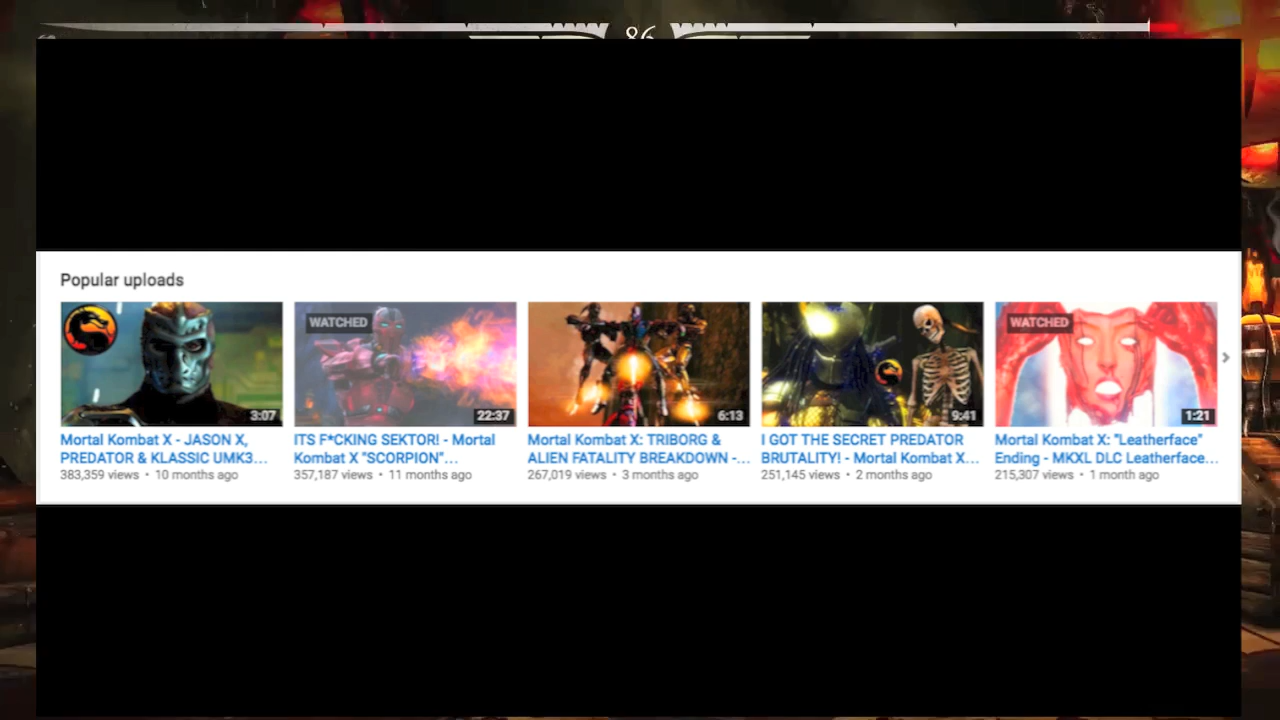 86
Popular uploads
WATCHED
WATCHED
3:07
22:37
6:13
9:41
1:21
Mortal Kombat X - JASON X,
PREDATOR & KLASSIC UMK3...
383,359 views • 10 months ago
ITS F*CKING SEKTOR! - Mortal
Kombat X "SCORPION"...
357,187 views • 11 months ago
Mortal Kombat X: TRIBORG &
ALIEN FATALITY BREAKDOWN -...
267,019 views • 3 months ago
I GOT THE SECRET PREDATOR
BRUTALITY! - Mortal Kombat X...
251,145 views • 2 months ago
Mortal Kombat X: "Leatherface"
Ending - MKXL DLC Leatherface...
215,307 views • 1 month ago